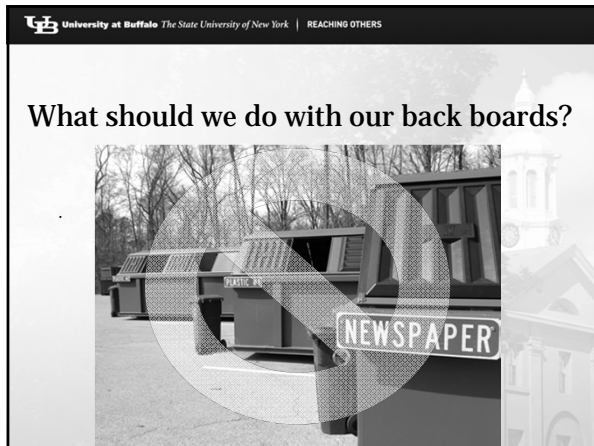 UB University at Buffalo The State University of New York | REACHING OTHERS
What should we do with our back boards?
PLASTIC
NEWSPAPER